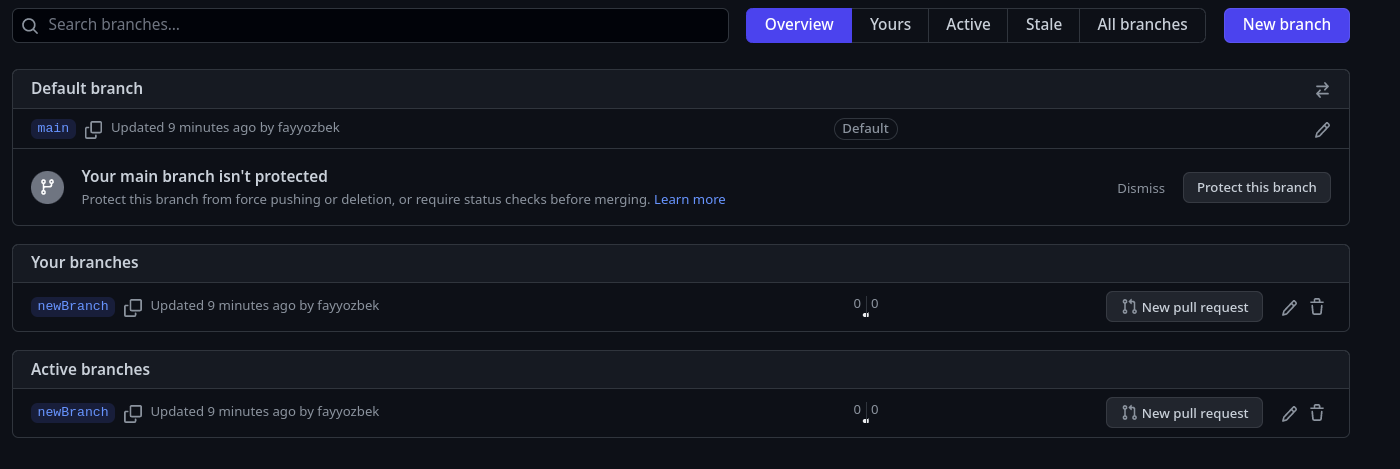 Search branches...
Overview Yours Active Stale All branches New branch
Default branch
main Updated 9 minutes ago by fayyozbek Default
Your main branch isn't protected
Protect this branch from force pushing or deletion, or require status checks before merging. Learn more
Dismiss Protect this branch
Your branches
newBranch Updated 9 minutes ago by fayyozbek 0 0 New pull request
Active branches
newBranch Updated 9 minutes ago by fayyozbek 0 0 New pull request